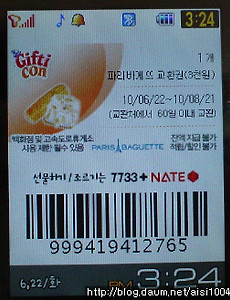 3:24
Gifti
con
1 개
파리바게뜨 교환권(3천원)
10/06/22 ~10/08/21
(교환처에서 60일 이내 교환)
백화점 및 고속도로휴게소
사용 제한 될수 있음
PARIS BAGUETTE
잔액 지급 불가
적립/할인 불가
선물하기/조르기는 7733+ NATE
999419412765
6,22/화
PM 3:24
http://blog.daum.net/aisi1004